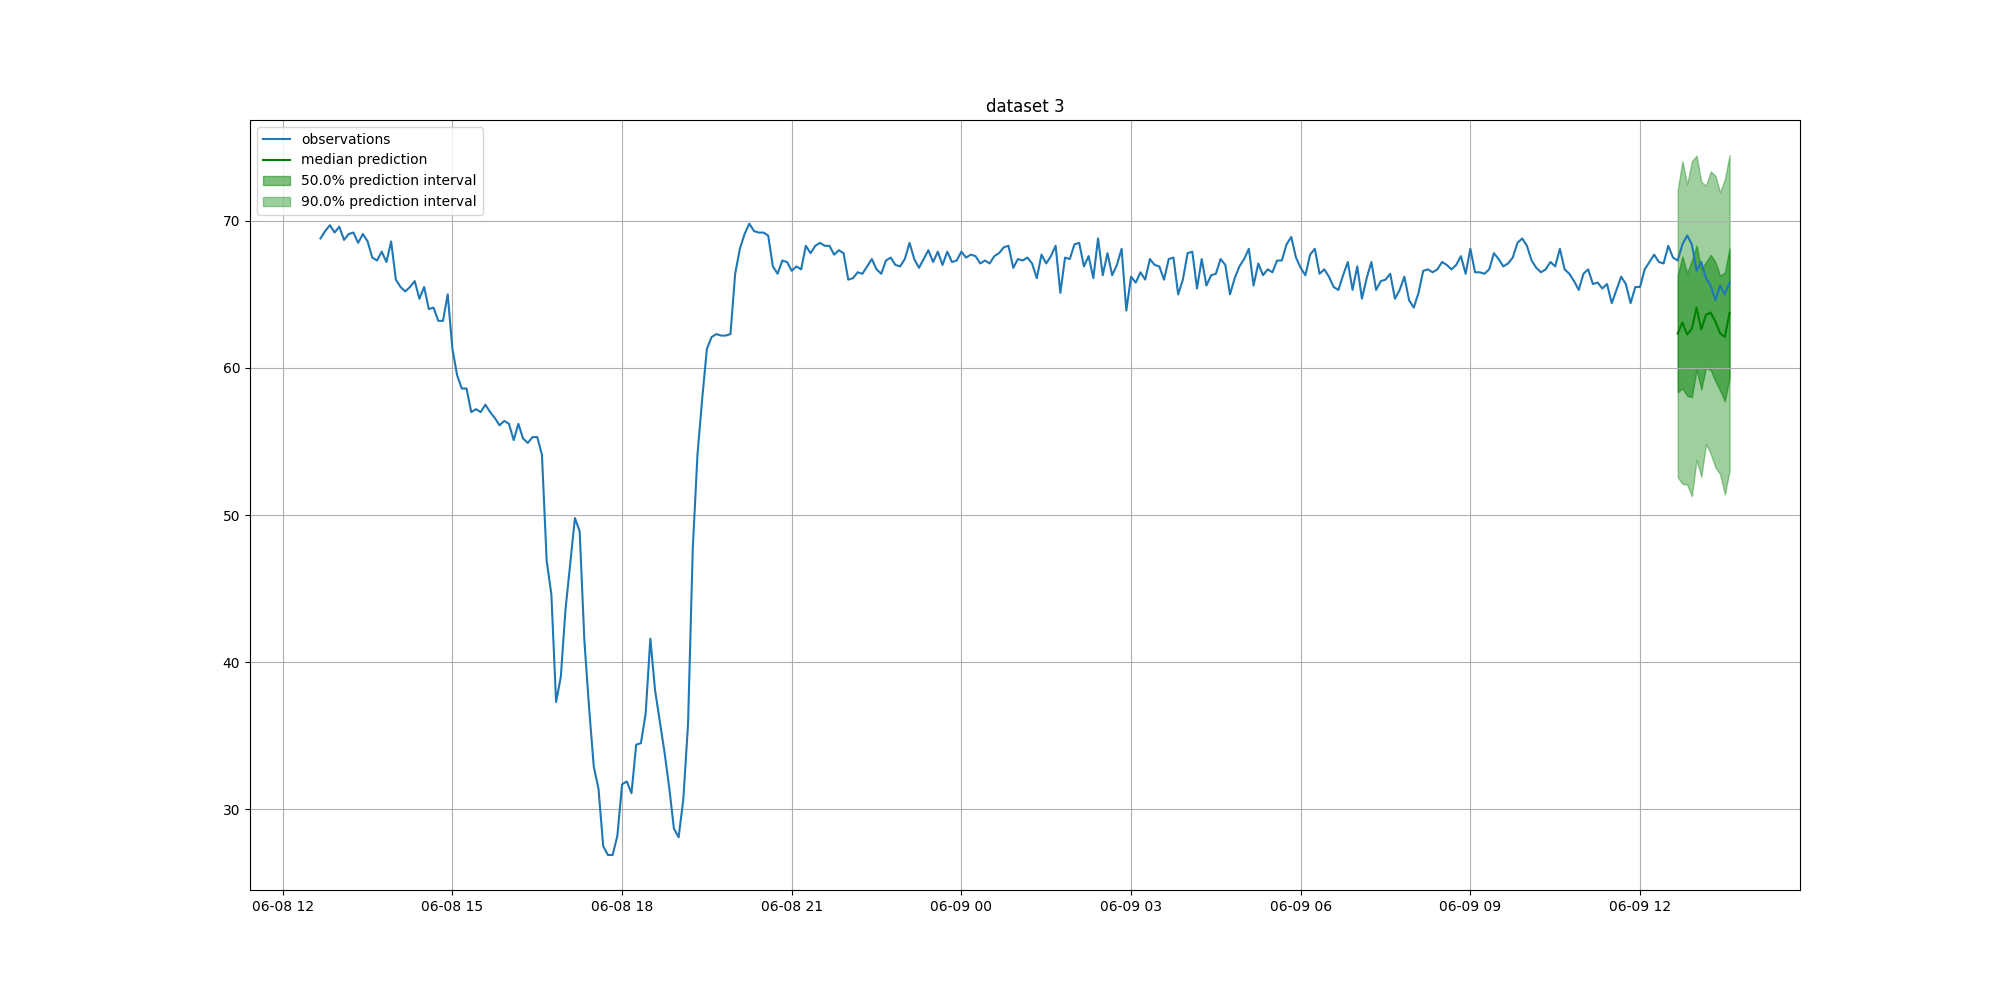 dataset 3
observations
median prediction
50.0% prediction interval
90.0% prediction interval
70
60
50
40
30
06-08 12
06-08 15
06-08 18
06-08 21
06-09 00
06-09 03
06-09 06
06-09 09
06-09 12